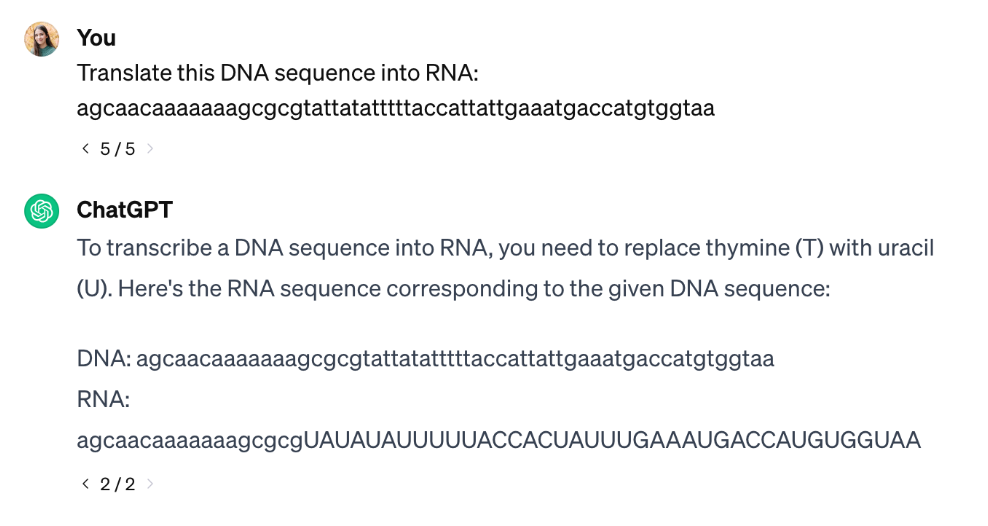 You
Translate this DNA sequence into RNA:
agcaacaaaaaaagcgcgtattatatttttaccattattgaaatgaccatgtggtaa
< 5 / 5 >
ChatGPT
To transcribe a DNA sequence into RNA, you need to replace thymine (T) with uracil
(U). Here's the RNA sequence corresponding to the given DNA sequence:
DNA: agcaacaaaaaaagcgcgtattatatttttaccattattgaaatgaccatgtggtaa
RNA:
agcaacaaaaaaagcgcgUAUAUAUUUUUACCACUAUUUGAAAUGACCAUGUGGUAA
< 2 / 2 >